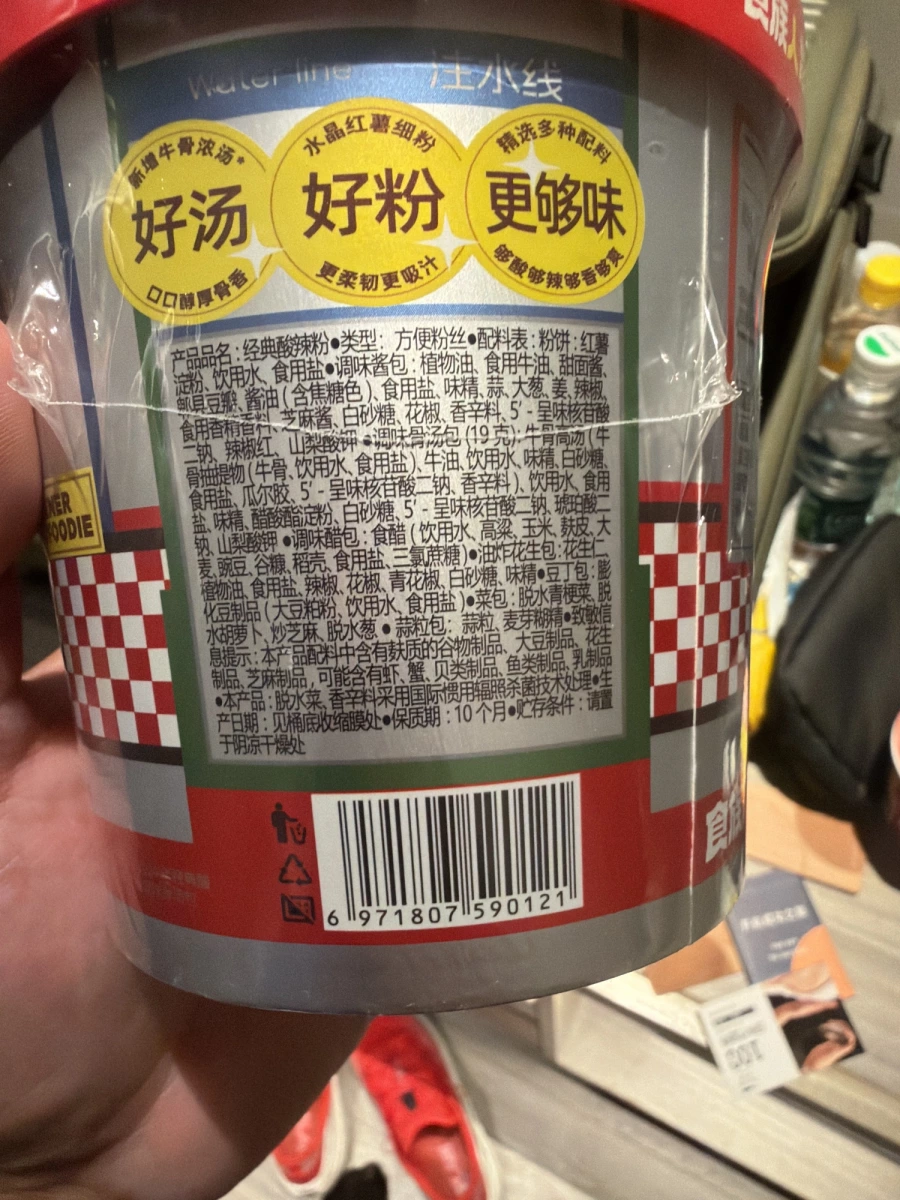 食族人
Water line 注水线
新增牛骨浓汤*
好汤
口口醇厚骨香
水晶红薯细粉
好粉
更柔韧更吸汁
精选多种配料
更够味
够酸够辣够香够爽
产品品名：经典酸辣粉●类型：方便粉丝●配料表：粉饼：红薯
淀粉、饮用水、食用盐●调味酱包：植物油、食用牛油、甜面酱、
郫县豆瓣、酱油（含焦糖色）、食用盐、味精、蒜、大葱、姜、辣椒、
食用香精香料、芝麻酱、白砂糖、花椒、香辛料、5′-呈味核苷酸
二钠、辣椒红、山梨酸钾●调味骨汤包（19克）：牛骨高汤（牛
骨抽提物（牛骨、饮用水、食用盐）、牛油、饮用水、味精、白砂糖、
食用盐、瓜尔胶、5′-呈味核苷酸二钠、香辛料）、饮用水、食用
盐、味精、醋酸酯淀粉、白砂糖、5′-呈味核苷酸二钠、琥珀酸二
钠、山梨酸钾●调味醋包：食醋（饮用水、高粱、玉米、麸皮、大
麦、豌豆、谷糠、稻壳、食用盐、三氯蔗糖）●油炸花生包：花生仁、
植物油、食用盐、辣椒、花椒、青花椒、白砂糖、味精●豆丁包：膨
化豆制品（大豆粕粉、饮用水、食用盐）●菜包：脱水青梗菜、脱
水胡萝卜、炒芝麻、脱水葱●蒜粒包：蒜粒、麦芽糊精●致敏信
息提示：本产品配料中含有麸质的谷物制品、大豆制品、花生
制品、芝麻制品，可能含有虾、蟹、贝类制品、鱼类制品、乳制品
●本产品：脱水菜、香辛料采用国际惯用辐照杀菌技术处理●生
产日期：见桶底收缩膜处●保质期：10个月●贮存条件：请置
于阴凉干燥处
FOODIE
食族
6 971807 590121